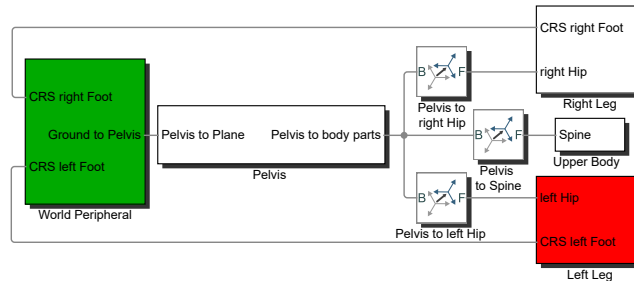 CRS right Foot
right Hip
Right Leg
B F
Pelvis to
right Hip
CRS right Foot
Ground to Pelvis
CRS left Foot
World Peripheral
Pelvis to Plane Pelvis to body parts
Pelvis
B F
Pelvis
to Spine
Spine
Upper Body
B F
Pelvis to left Hip
left Hip
CRS left Foot
Left Leg